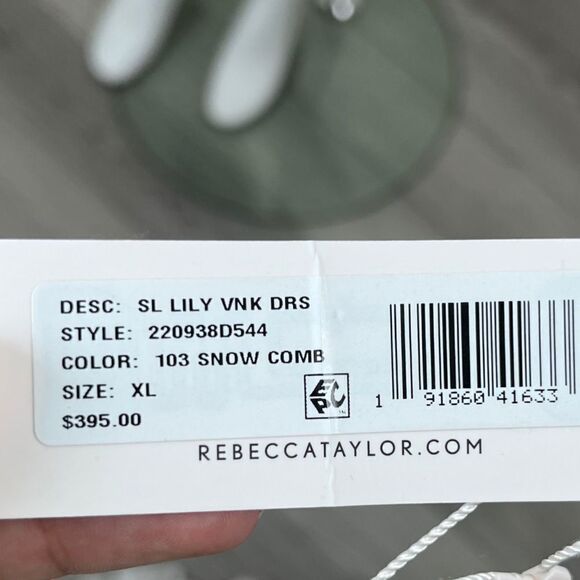 DESC: SL LILY VNK DRS
STYLE: 220938D544
COLOR: 103 SNOW COMB
SIZE: XL
$395.00
EPC
1 91860 41633
REBECCATAYLOR.COM